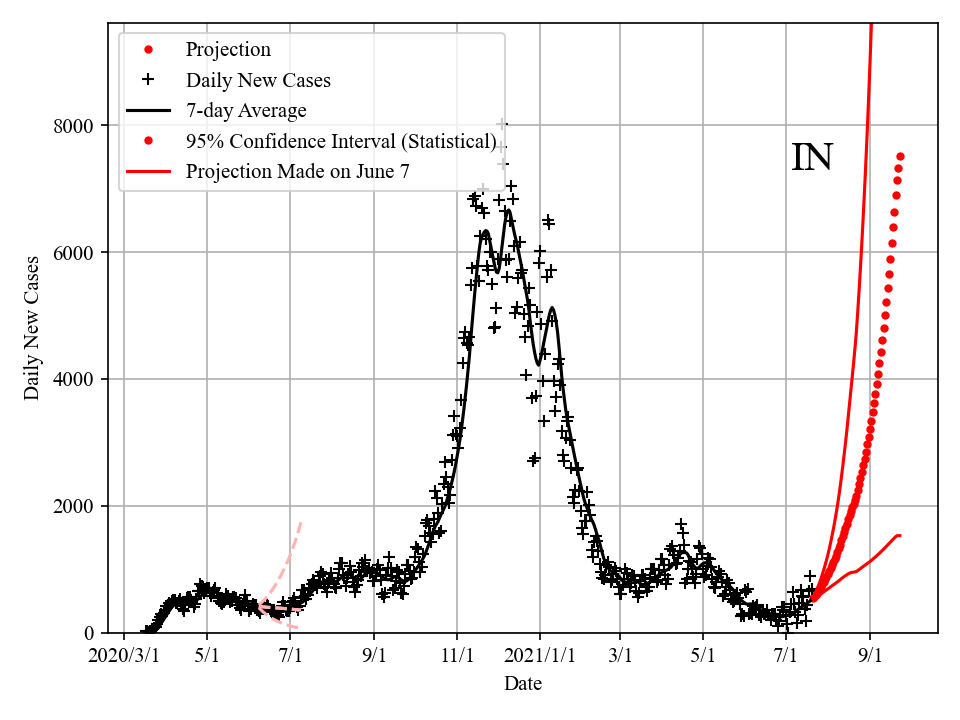 Projection
Daily New Cases
7-day Average
95% Confidence Interval (Statistical)
Projection Made on June 7
IN
8000
6000
4000
2000
0
Daily New Cases
2020/3/1 5/1 7/1 9/1 11/1 2021/1/1 3/1 5/1 7/1 9/1
Date